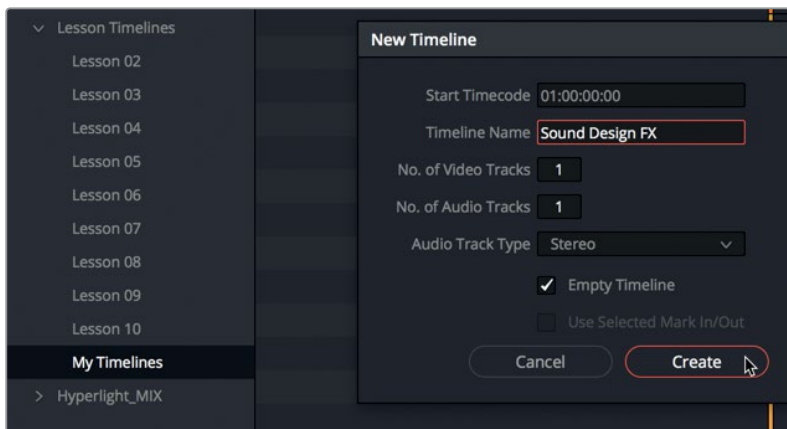 Lesson Timelines
Lesson 02
Lesson 03
Lesson 04
Lesson 05
Lesson 06
Lesson 07
Lesson 08
Lesson 09
Lesson 10
My Timelines
Hyperlight_MIX
New Timeline
Start Timecode 01:00:00:00
Timeline Name Sound Design FX
No. of Video Tracks 1
No. of Audio Tracks 1
Audio Track Type Stereo
Empty Timeline
Use Selected Mark In/Out
Cancel Create